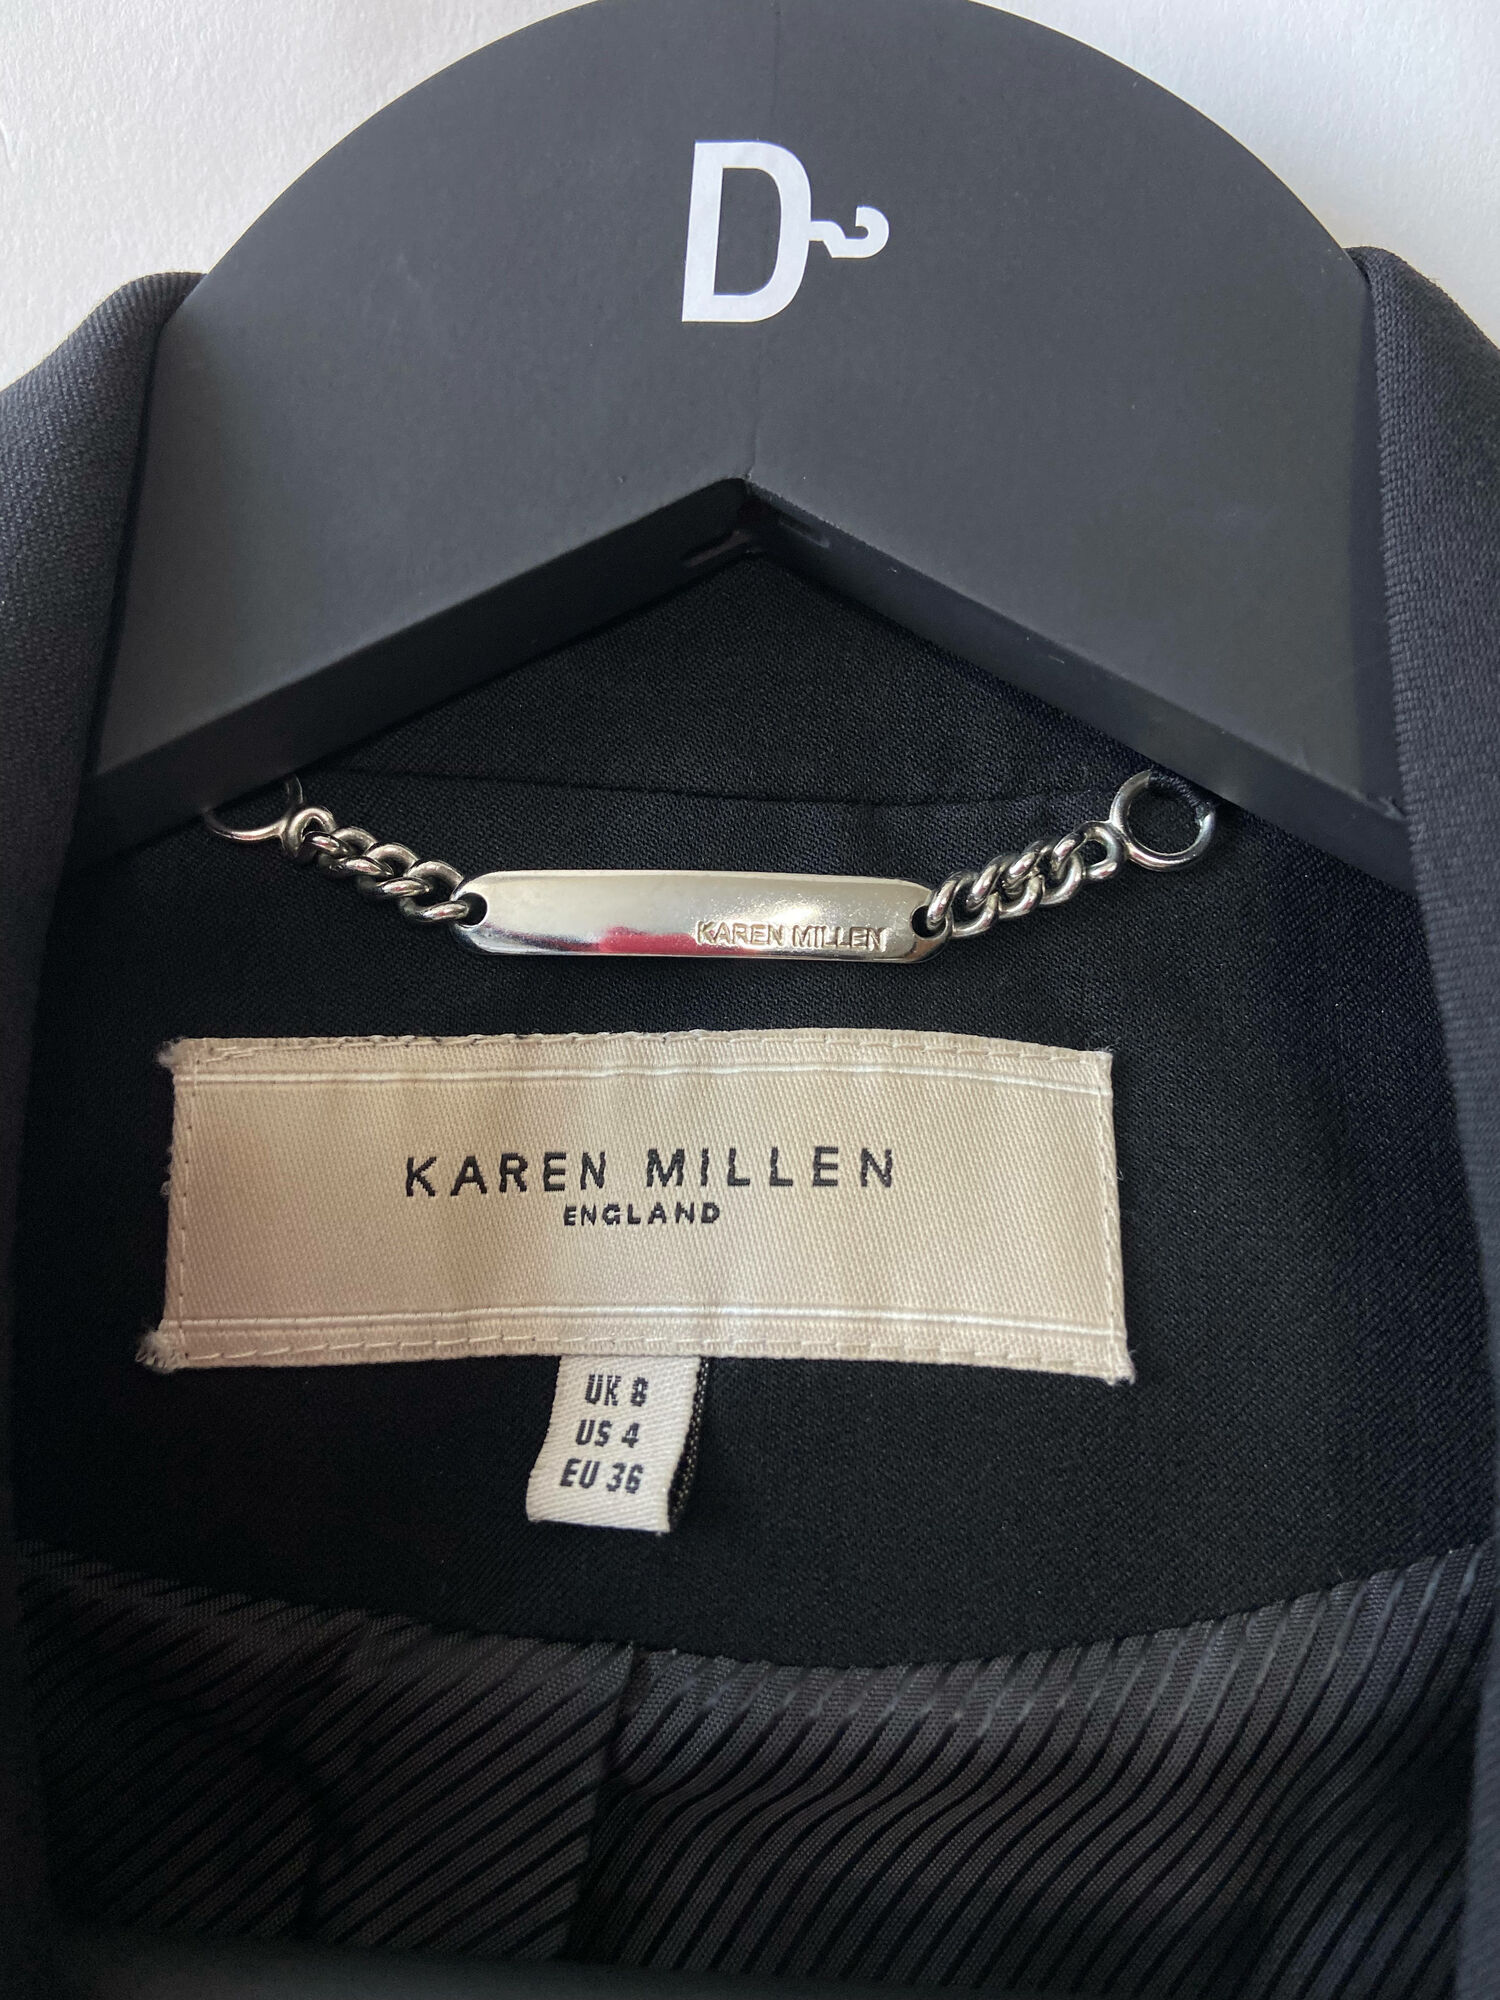 D
KAREN MILLEN
KAREN MILLEN
ENGLAND
UK 8
US 4
EU 36